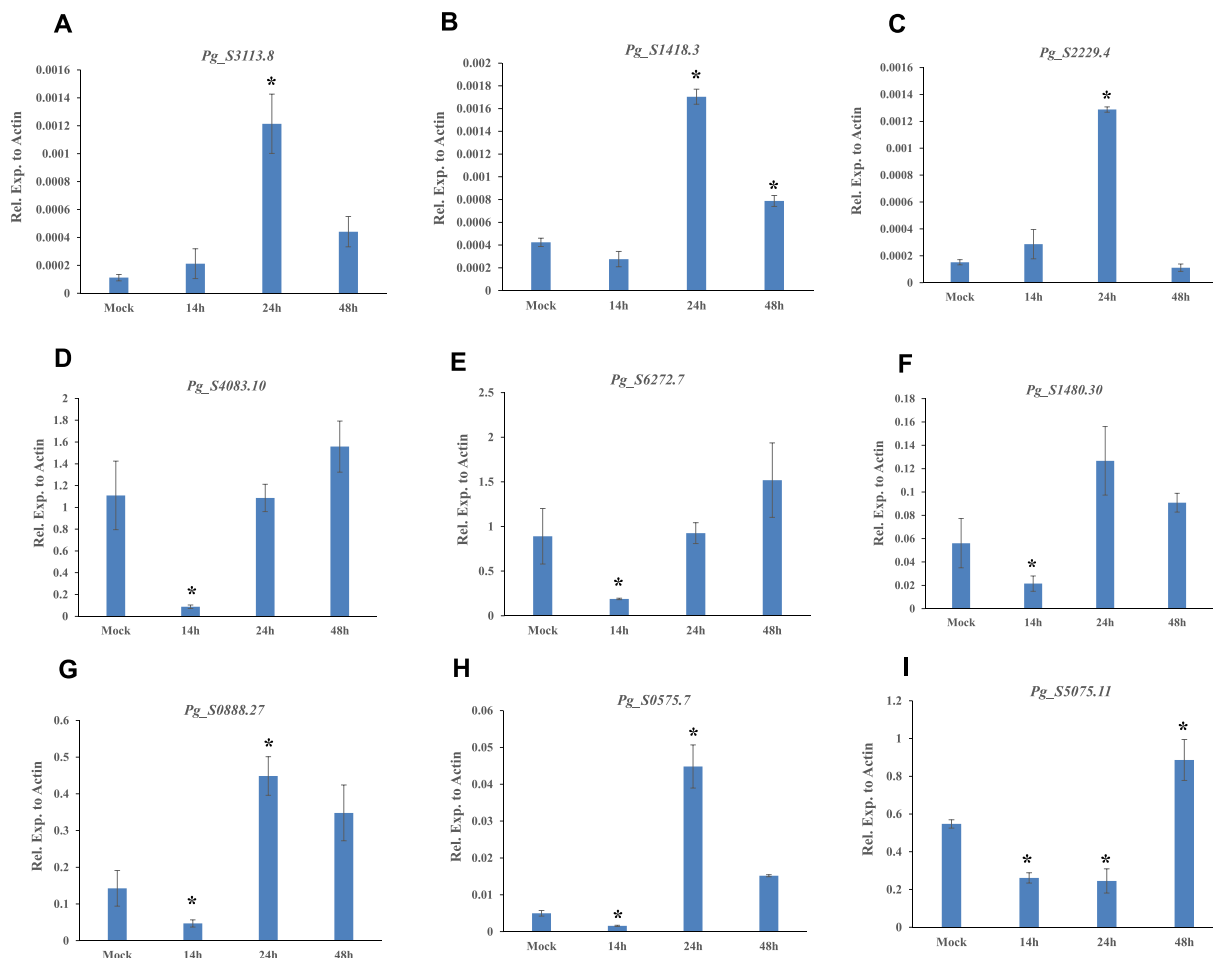 A
Pg_S3113.8
Rel. Exp. to Actin
0.0016
0.0014
0.0012
0.001
0.0008
0.0006
0.0004
0.0002
0
*
Mock 14h 24h 48h
B
Pg_S1418.3
Rel. Exp. to Actin
0.002
0.0018
0.0016
0.0014
0.0012
0.001
0.0008
0.0006
0.0004
0.0002
0
*
*
Mock 14h 24h 48h
C
Pg_S2229.4
Rel. Exp. to Actin
0.0016
0.0014
0.0012
0.001
0.0008
0.0006
0.0004
0.0002
0
*
Mock 14h 24h 48h
D
Pg_S4083.10
Rel. Exp. to Actin
2
1.8
1.6
1.4
1.2
1
0.8
0.6
0.4
0.2
0
*
Mock 14h 24h 48h
E
Pg_S6272.7
Rel. Exp. to Actin
2.5
2
1.5
1
0.5
0
*
Mock 14h 24h 48h
F
Pg_S1480.30
Rel. Exp. to Actin
0.18
0.16
0.14
0.12
0.1
0.08
0.06
0.04
0.02
0
*
Mock 14h 24h 48h
G
Pg_S0888.27
Rel. Exp. to Actin
0.6
0.5
0.4
0.3
0.2
0.1
0
*
*
Mock 14h 24h 48h
H
Pg_S0575.7
Rel. Exp. to Actin
0.06
0.05
0.04
0.03
0.02
0.01
0
*
*
Mock 14h 24h 48h
I
Pg_S5075.11
Rel. Exp. to Actin
1.2
1
0.8
0.6
0.4
0.2
0
*
*
*
Mock 14h 24h 48h